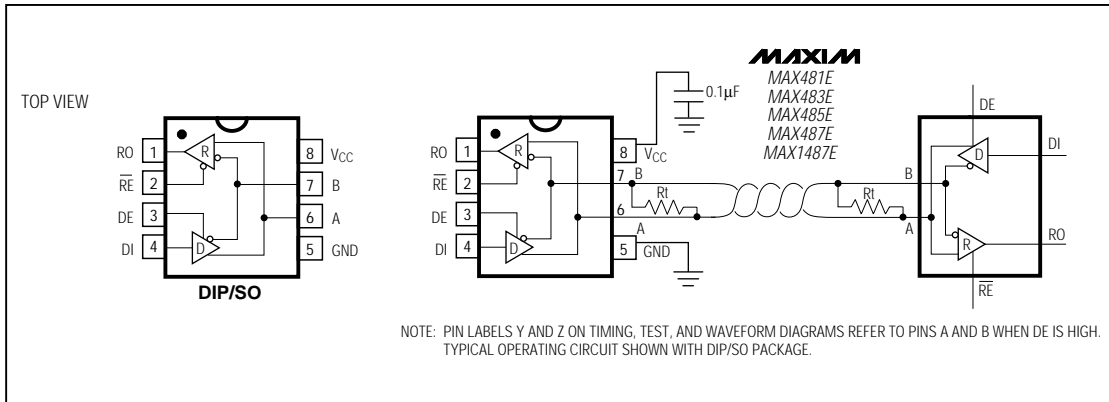 TOP VIEW
RO 1
R̅E̅ 2
DE 3
DI 4
8 VCC
7 B
6 A
5 GND
R
D
DIP/SO
RO 1
R̅E̅ 2
DE 3
DI 4
R
D
8 VCC
7 B
6
A
5 GND
0.1µF
Rt
MAXIM
MAX481E
MAX483E
MAX485E
MAX487E
MAX1487E
Rt
B
A
DE
D
DI
R
RO
R̅E̅
NOTE: PIN LABELS Y AND Z ON TIMING, TEST, AND WAVEFORM DIAGRAMS REFER TO PINS A AND B WHEN DE IS HIGH.
TYPICAL OPERATING CIRCUIT SHOWN WITH DIP/SO PACKAGE.